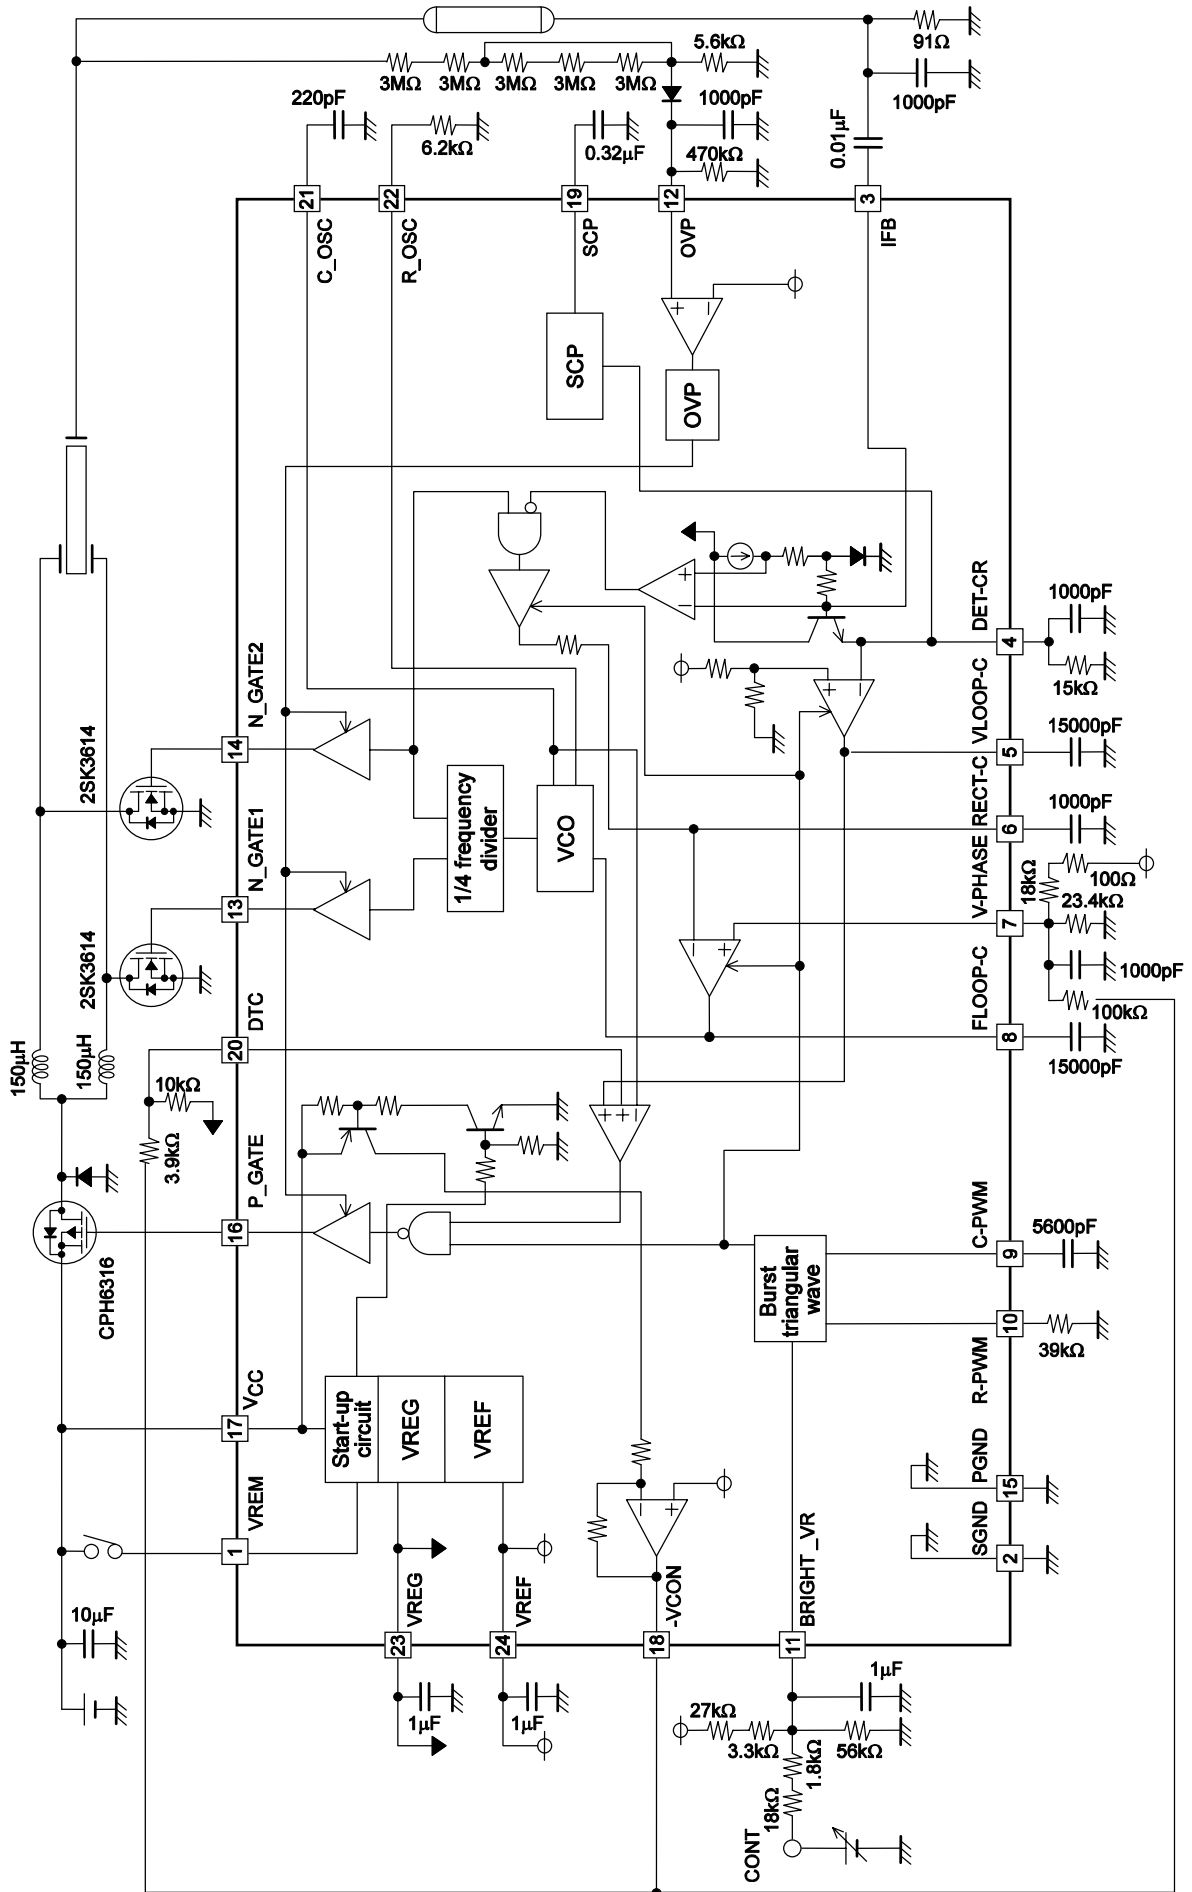 91Ω
5.6kΩ
3MΩ
3MΩ
3MΩ
3MΩ
3MΩ
220pF
1000pF
1000pF
6.2kΩ
0.32µF
470kΩ
0.01µF
21
22
19
12
3
C_OSC
R_OSC
SCP
OVP
IFB
+
–
SCP
OVP
+
–
DET-CR
4
1000pF
15kΩ
+
–
VLOOP-C
5
15000pF
N_GATE2
14
2SK3614
RECT-C
6
1000pF
1/4 frequency
divider
VCO
V-PHASE
7
18kΩ
100Ω
23.4kΩ
1000pF
100kΩ
N_GATE1
13
2SK3614
–
+
FLOOP-C
8
15000pF
DTC
20
150µH
150µH
10kΩ
3.9kΩ
+
+
–
P_GATE
16
CPH6316
C-PWM
9
5600pF
Burst
triangular
wave
10
39kΩ
R-PWM
VCC
17
Start-up
circuit
VREG
VREF
VREM
1
–
+
PGND
15
SGND
2
10µF
VREG
23
VREF
24
-VCON
18
BRIGHT_VR
11
1µF
1µF
1µF
27kΩ
3.3kΩ
56kΩ
1.8kΩ
18kΩ
CONT